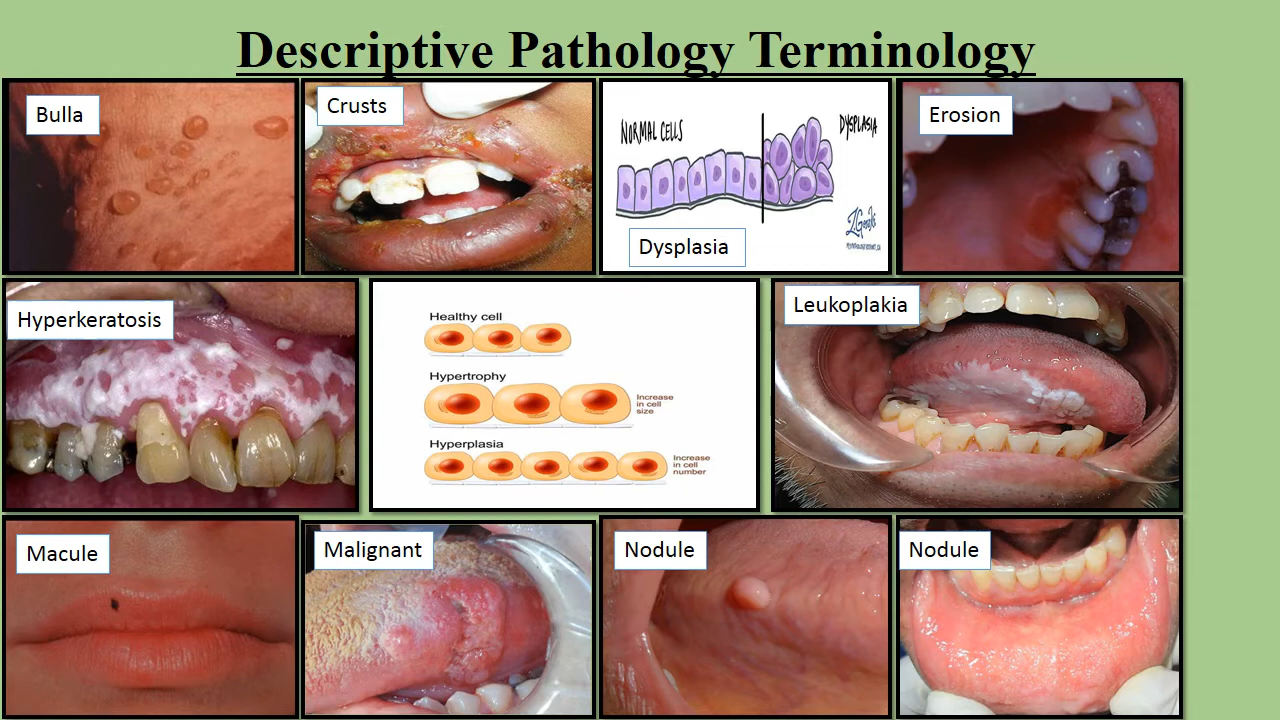 Descriptive Pathology Terminology
Bulla
Crusts
NORMAL CELLS
DYSPLASIA
Dysplasia
Erosion
Hyperkeratosis
Healthy cell
Hypertrophy
Increase
in cell
size
Hyperplasia
Increase
in cell
number
Leukoplakia
Macule
Malignant
Nodule
Nodule